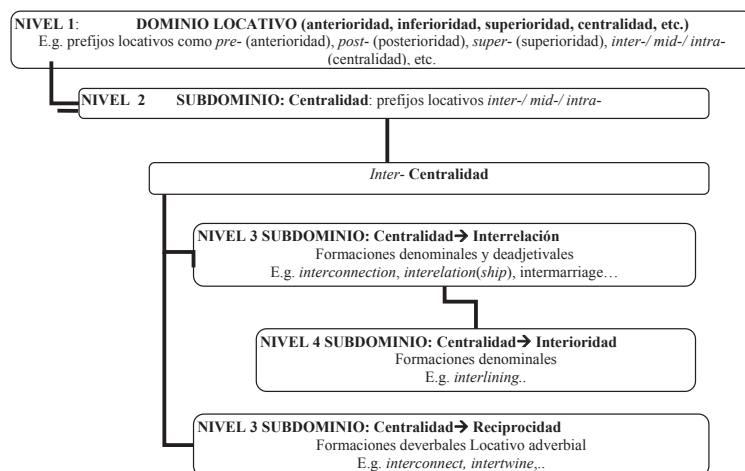 NIVEL 1: DOMINIO LOCATIVO (anterioridad, inferioridad, superioridad, centralidad, etc.)
E.g. prefijos locativos como pre- (anterioridad), post- (posterioridad), super- (superioridad), inter-/ mid-/ intra-
(centralidad), etc.
NIVEL 2 SUBDOMINIO: Centralidad: prefijos locativos inter-/ mid-/ intra-
Inter- Centralidad
NIVEL 3 SUBDOMINIO: Centralidad→ Interrelación
Formaciones denominales y deadjetivales
E.g. interconnection, interelation(ship), intermarriage…
NIVEL 4 SUBDOMINIO: Centralidad→ Interioridad
Formaciones denominales
E.g. interlining..
NIVEL 3 SUBDOMINIO: Centralidad→ Reciprocidad
Formaciones deverbales Locativo adverbial
E.g. interconnect, intertwine,..